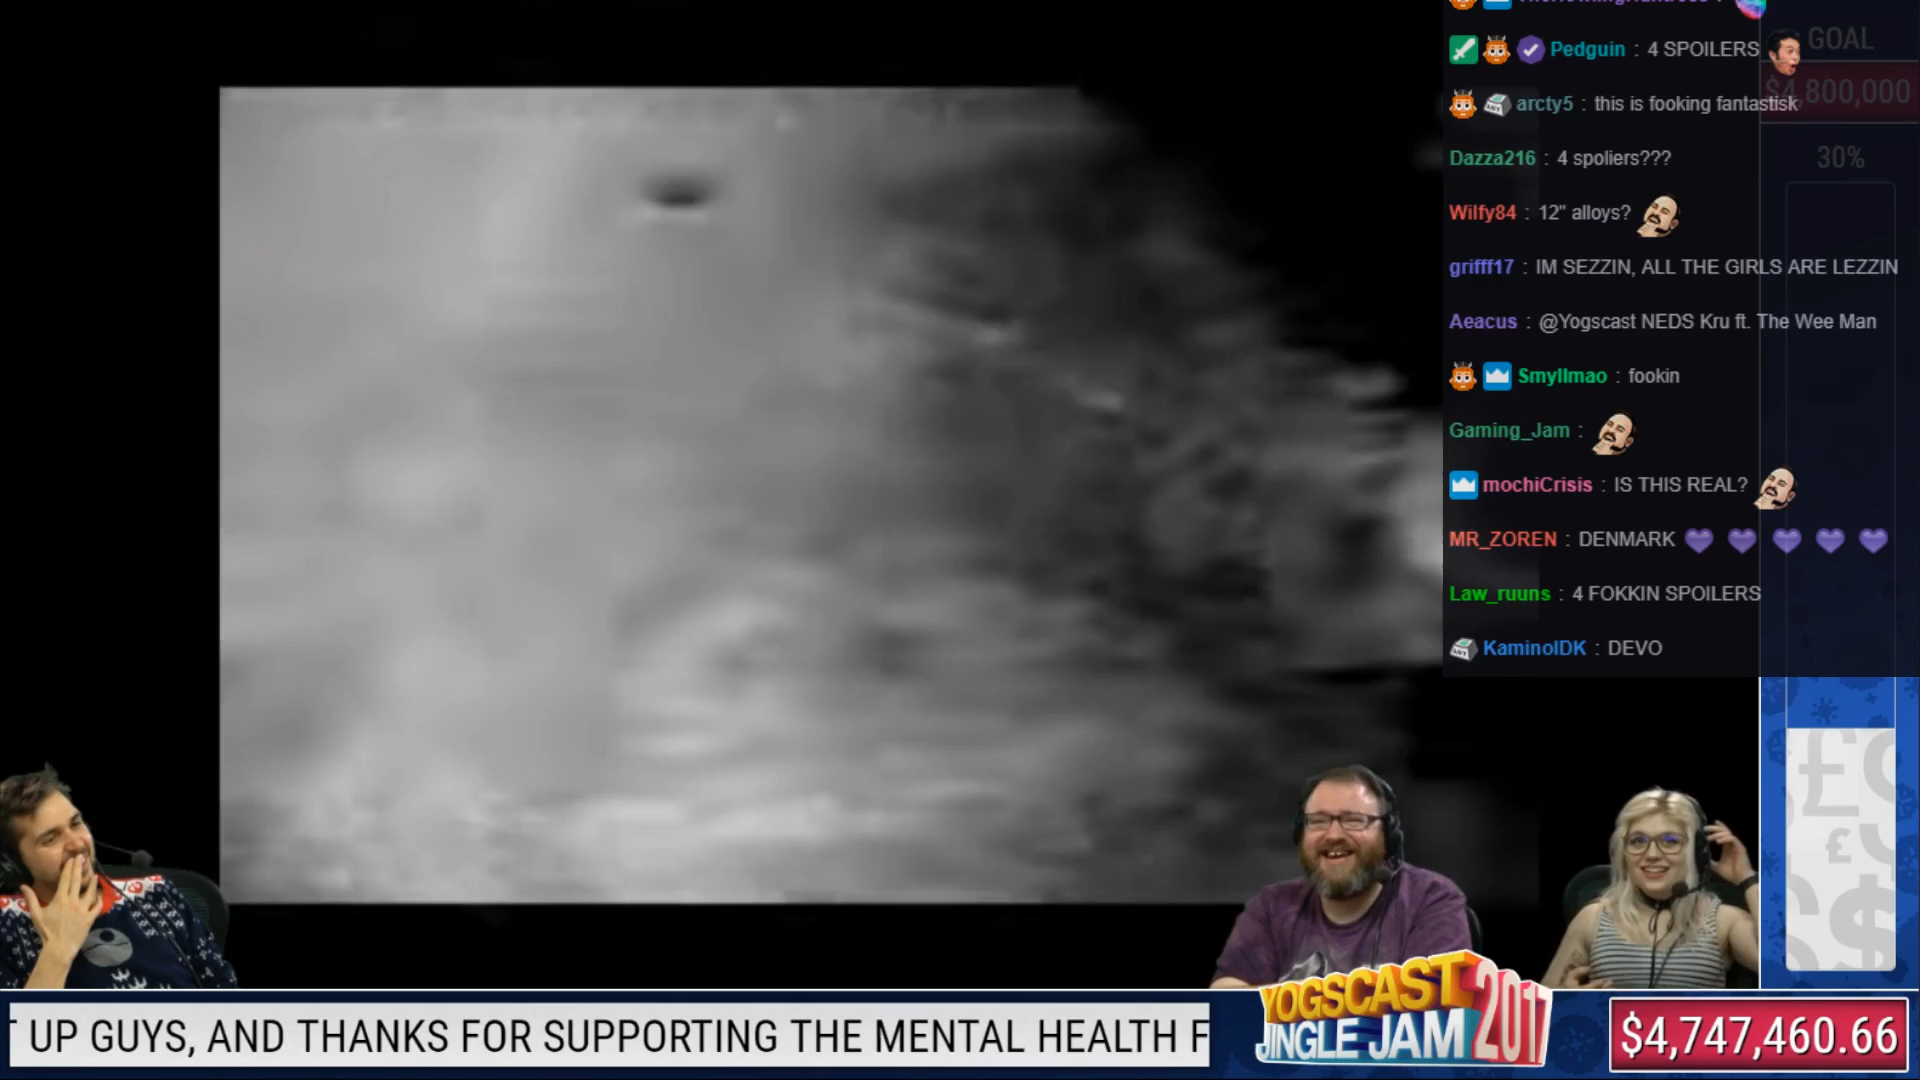 Pedguin : 4 SPOILERS
GOAL
$4,800,000
arcty5 : this is fooking fantastisk
30%
Dazza216 : 4 spoliers???
Wilfy84 : 12" alloys?
grifff17 : IM SEZZIN, ALL THE GIRLS ARE LEZZIN
Aeacus : @Yogscast NEDS Kru ft. The Wee Man
Smyllmao : fookin
Gaming_Jam :
mochiCrisis : IS THIS REAL?
MR_ZOREN : DENMARK
Law_ruuns : 4 FOKKIN SPOILERS
KaminoIDK : DEVO
UP GUYS, AND THANKS FOR SUPPORTING THE MENTAL HEALTH F
YOGSCAST
JINGLE JAM 2017
$4,747,460.66